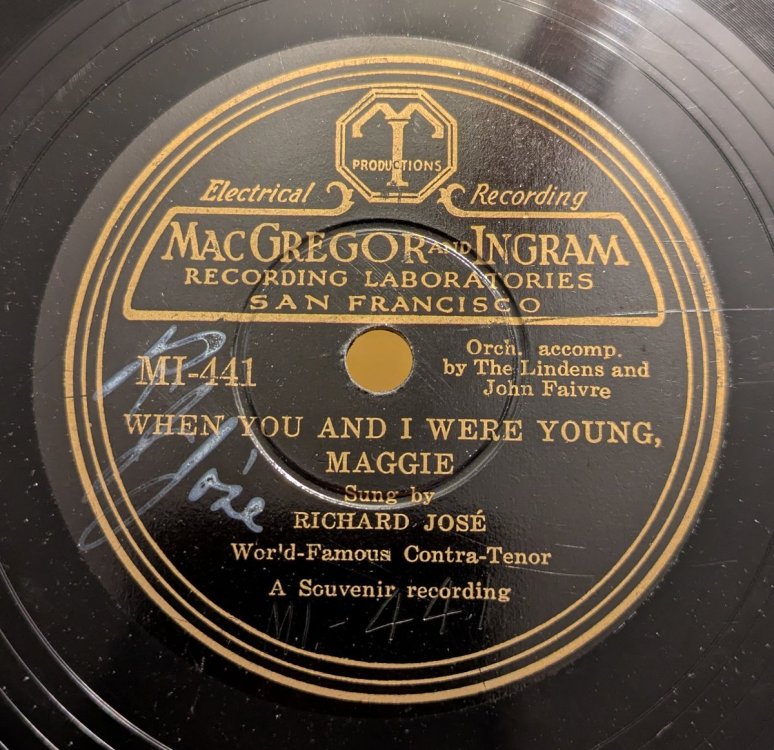 PRODUCTIONS
Electrical Recording
MACGREGOR AND INGRAM
RECORDING LABORATORIES
SAN FRANCISCO
MI-441
Orch. accomp.
by The Lindens and
John Faivre
WHEN YOU AND I WERE YOUNG,
MAGGIE
Sung by
RICHARD JOSÉ
World-Famous Contra-Tenor
A Souvenir recording
MI-441
R J José